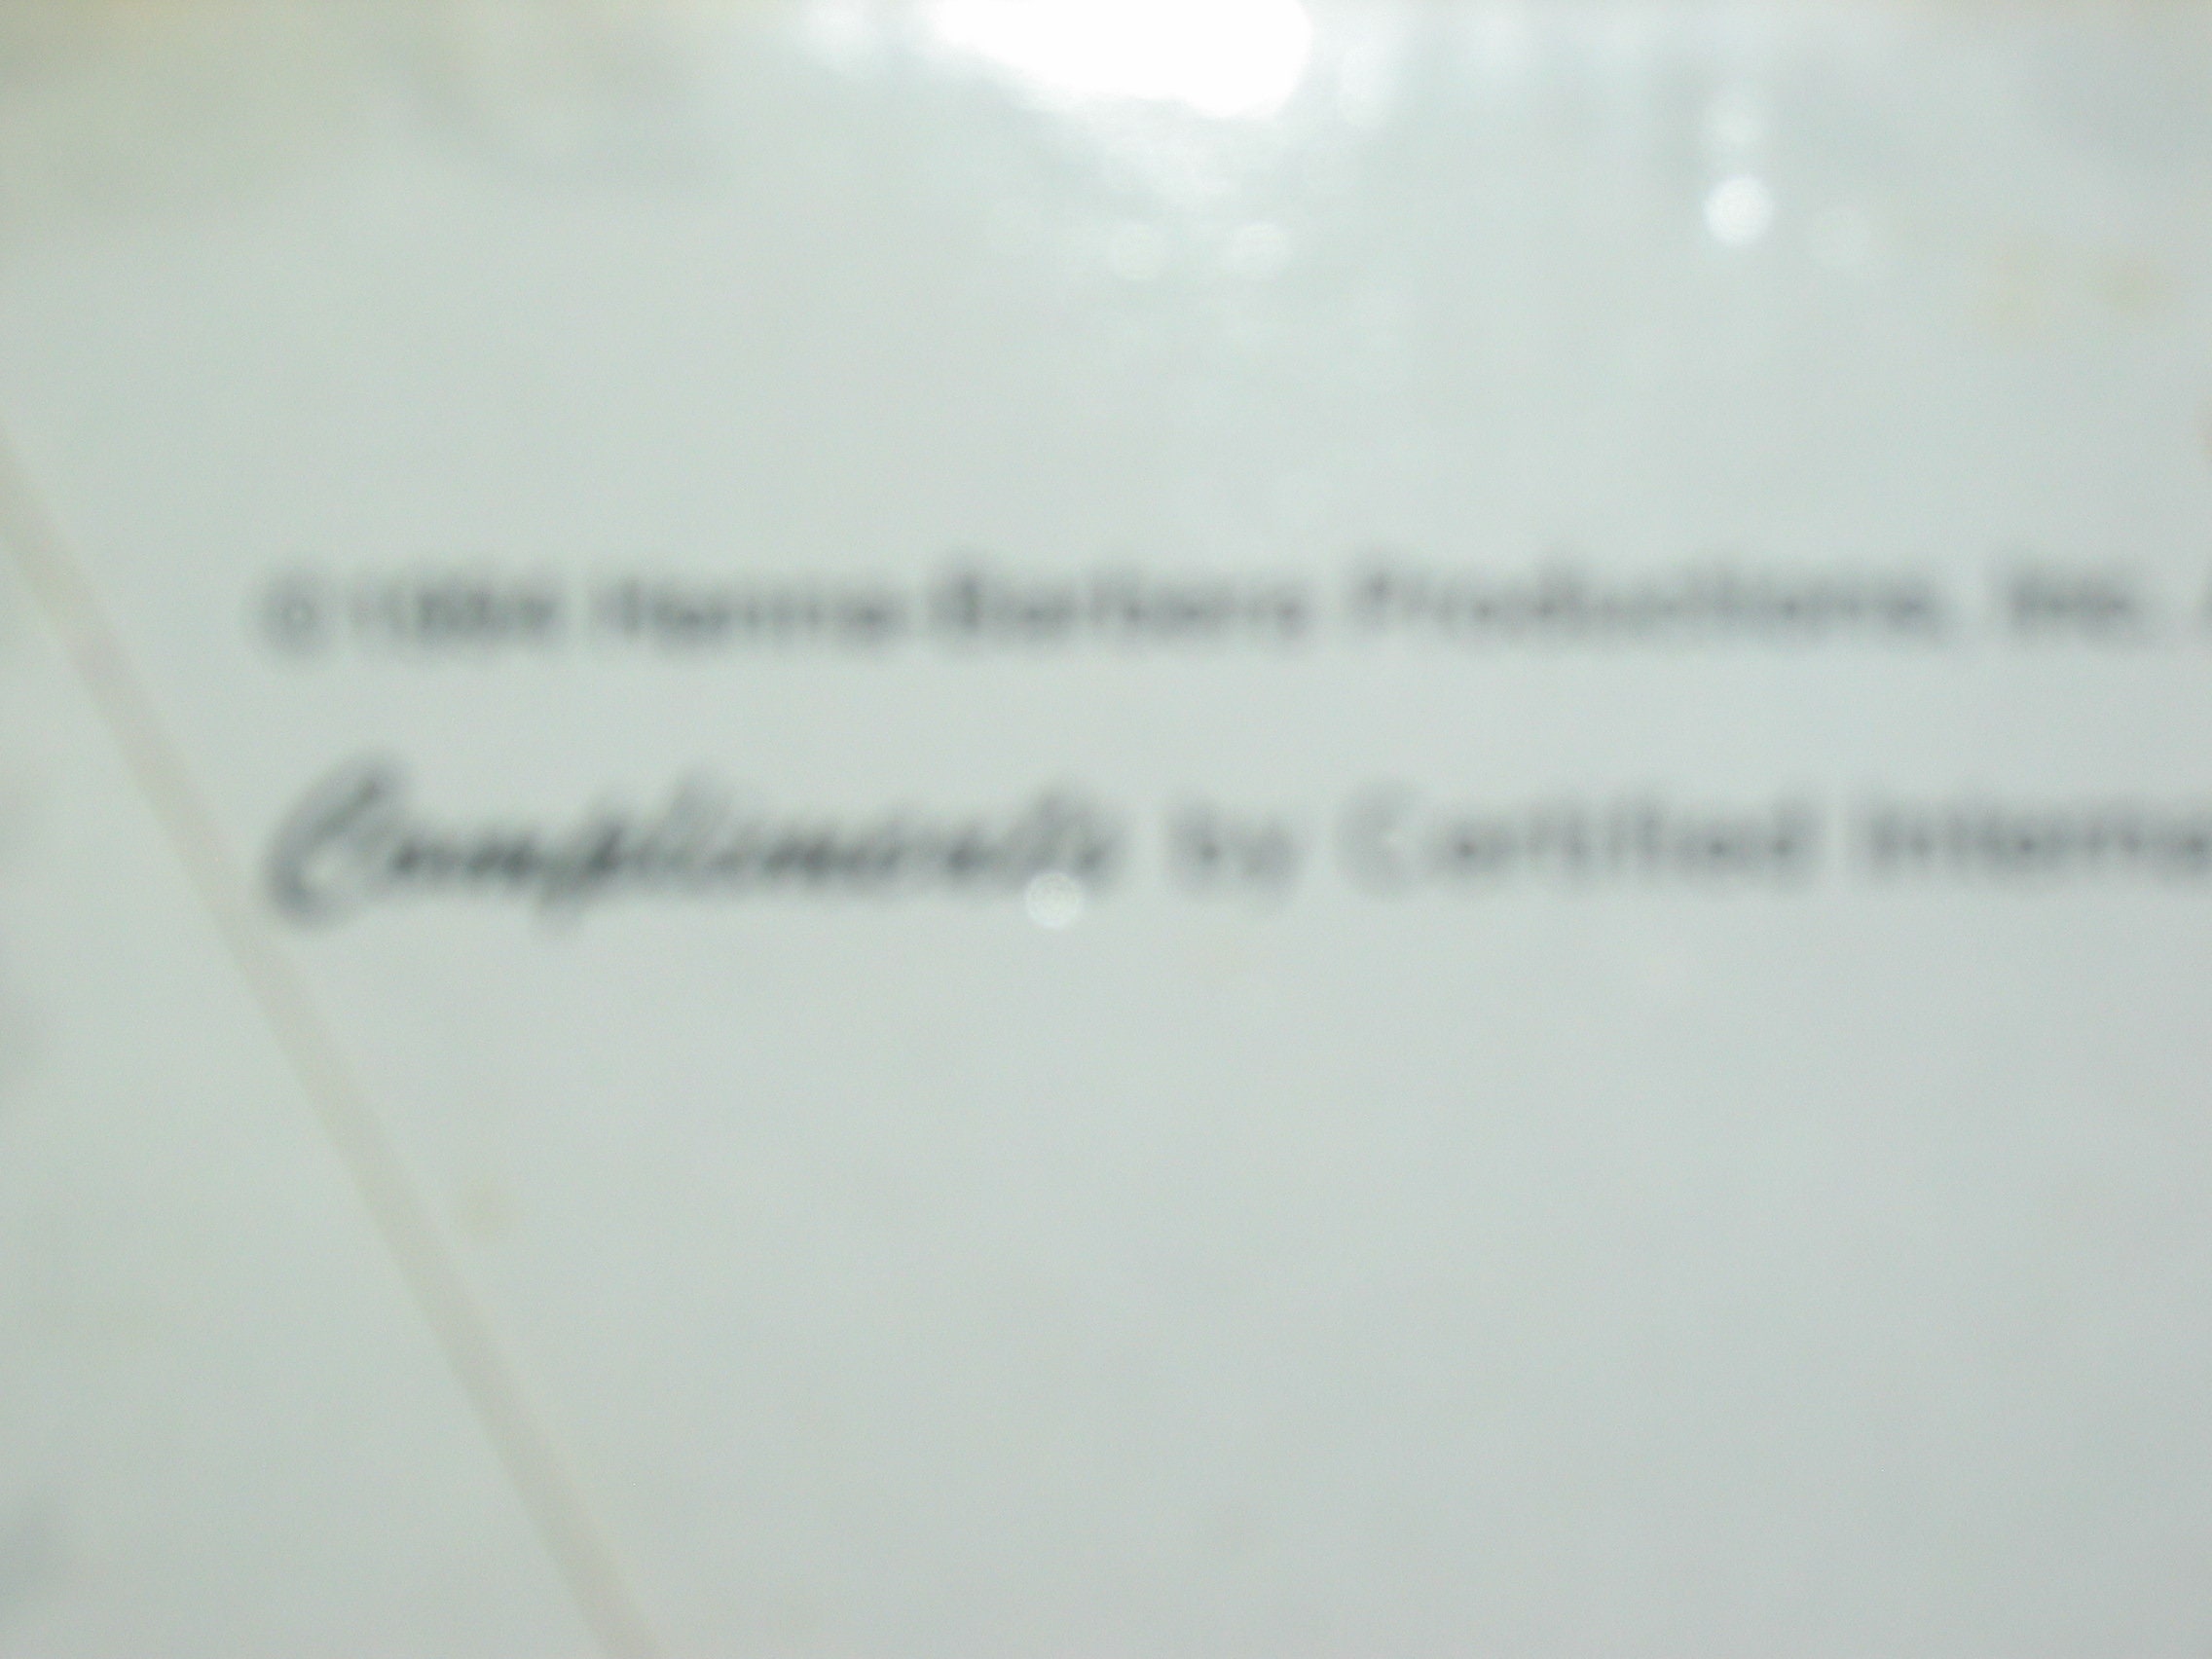 Hanna Barbera Productions, Inc.
Compliments by Certified